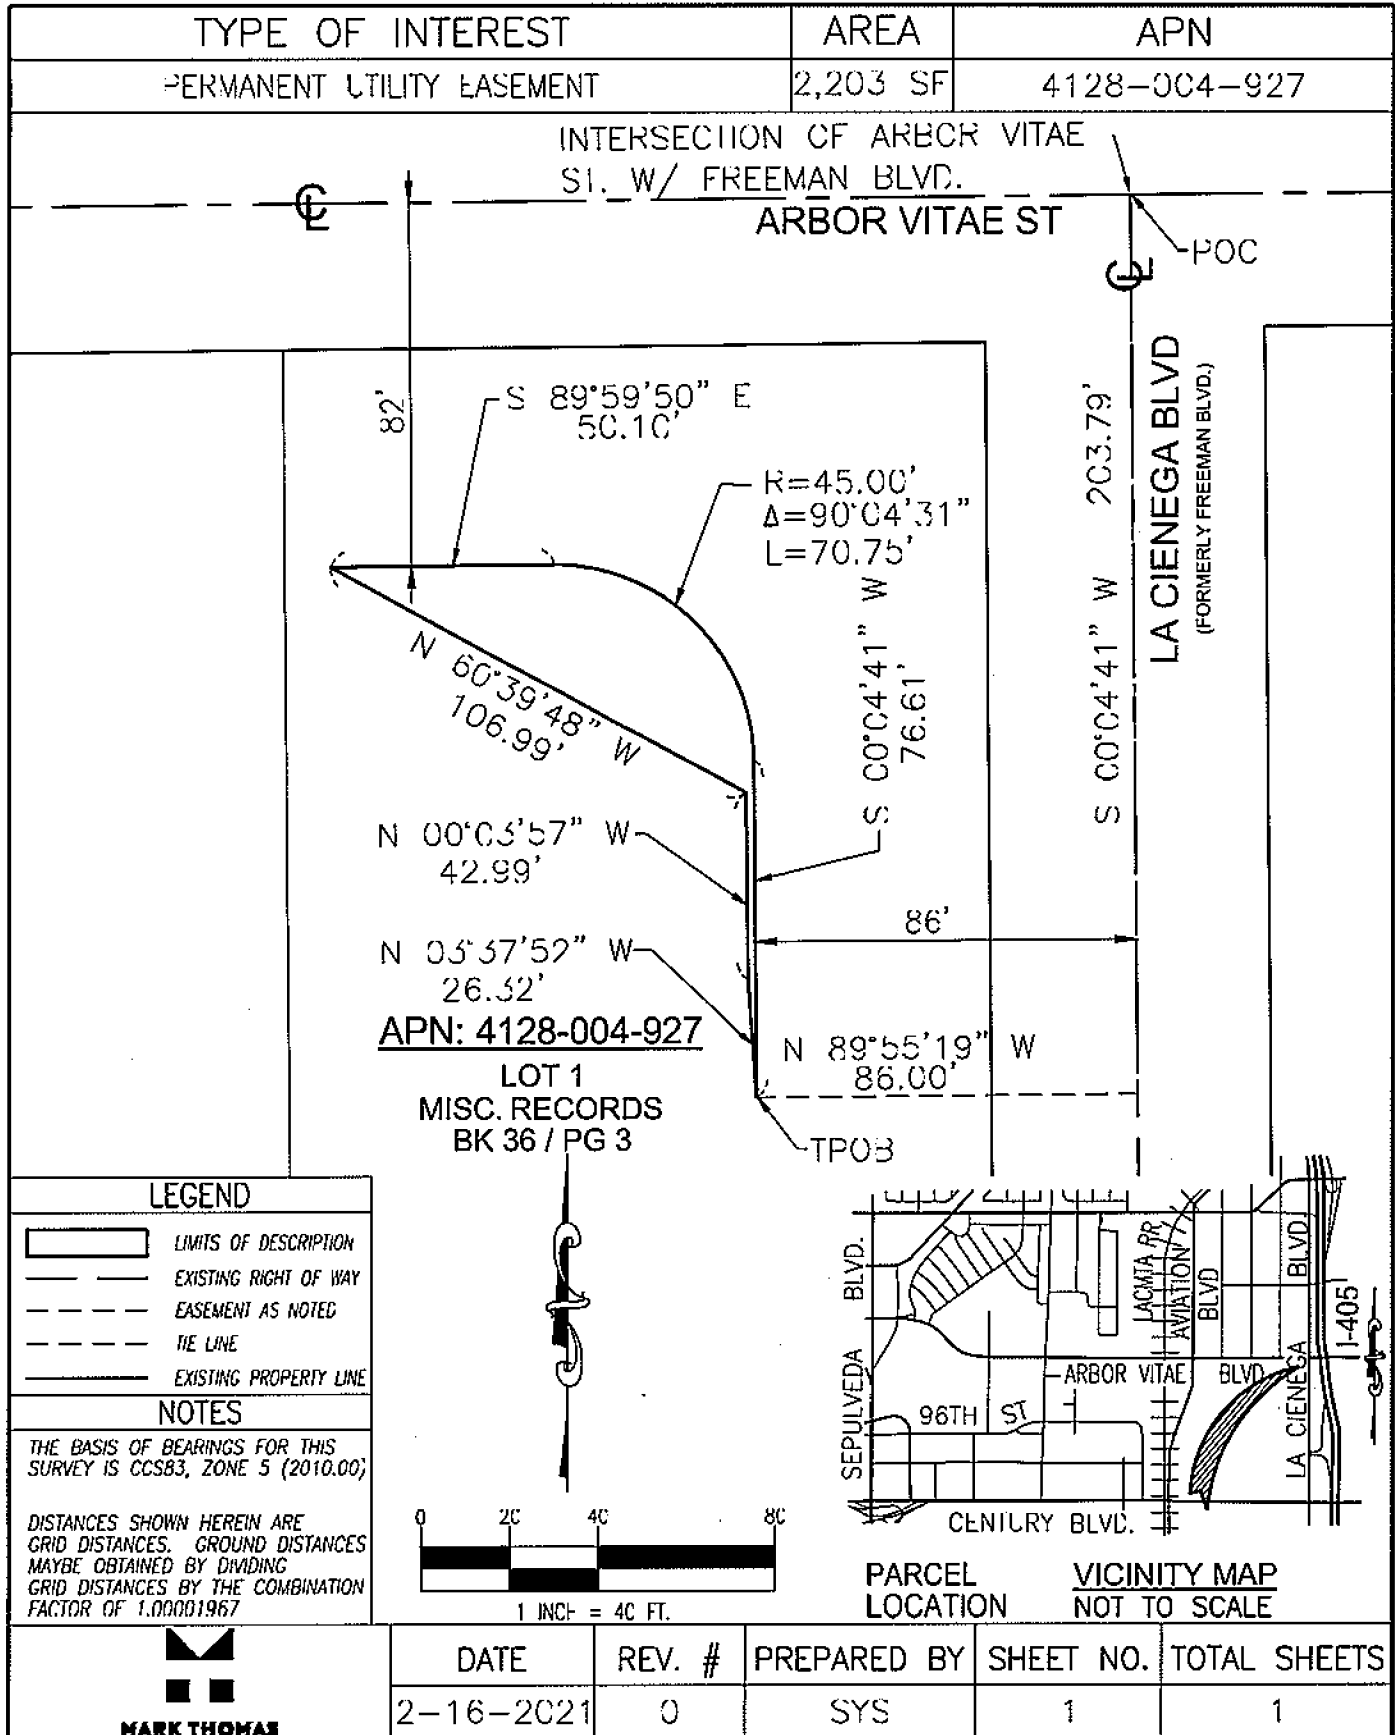 TYPE OF INTEREST AREA APN
PERMANENT UTILITY EASEMENT 2,203 SF 4128-004-927
INTERSECTION OF ARBOR VITAE
ST. W/ FREEMAN BLVD.
ARBOR VITAE ST
POC
82'
S 89°59'50" E
50.10'
R=45.00'
Δ=90°04'31"
L=70.75'
S 00°04'41" W
76.61'
S 00°04'41" W 203.79'
LA CIENEGA BLVD
(FORMERLY FREEMAN BLVD.)
N 60°39'48" W
106.99'
N 00°03'57" W
42.99'
86'
N 03°37'52" W
26.32'
APN: 4128-004-927
LOT 1
MISC. RECORDS
BK 36 / PG 3
N 89°55'19" W
86.00'
TPOB
LEGEND
LIMITS OF DESCRIPTION
EXISTING RIGHT OF WAY
EASEMENT AS NOTED
TIE LINE
EXISTING PROPERTY LINE
NOTES
THE BASIS OF BEARINGS FOR THIS
SURVEY IS CCS83, ZONE 5 (2010.00)
DISTANCES SHOWN HEREIN ARE
GRID DISTANCES. GROUND DISTANCES
MAYBE OBTAINED BY DIVIDING
GRID DISTANCES BY THE COMBINATION
FACTOR OF 1.00001967
0 20 40 80
1 INCH = 40 FT.
SEPULVEDA BLVD.
LACMTA RR
AVIATION
BLVD
LA CIENEGA BLVD
I-405
ARBOR VITAE BLVD
96TH ST
CENTURY BLVD.
PARCEL
LOCATION
VICINITY MAP
NOT TO SCALE
MARK THOMAS
DATE REV. # PREPARED BY SHEET NO. TOTAL SHEETS
2-16-2021 0 SYS 1 1